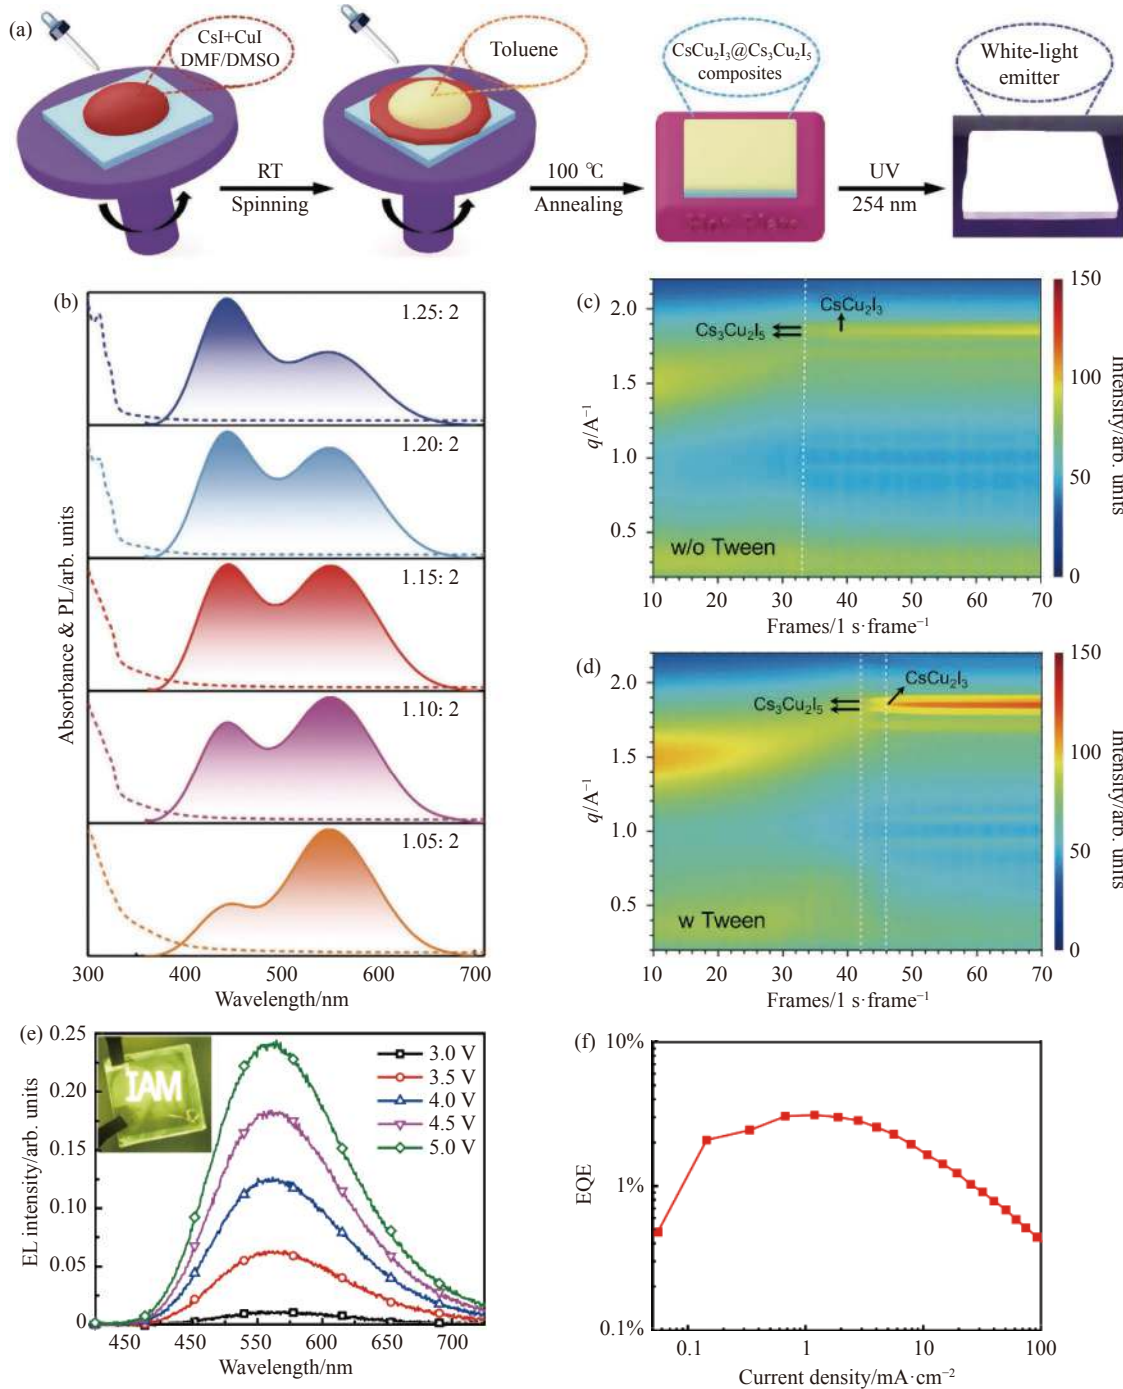 (a)
CsI+CuI
DMF/DMSO
Toluene
CsCu₂I₃@Cs₃Cu₂I₅
composites
White-light
emitter
RT
Spinning
100 ℃
Annealing
UV
254 nm
Hot Plate
(b)
1.25: 2
1.20: 2
1.15: 2
1.10: 2
1.05: 2
Absorbance & PL/arb. units
300 400 500 600 700
Wavelength/nm
(c)
2.0
1.5
1.0
0.5
q/A⁻¹
Cs₃Cu₂I₅
CsCu₂I₃
w/o Tween
10 20 30 40 50 60 70
Frames/1 s·frame⁻¹
150
100
50
0
Intensity/arb. units
(d)
2.0
1.5
1.0
0.5
q/A⁻¹
Cs₃Cu₂I₅
CsCu₂I₃
w Tween
10 20 30 40 50 60 70
Frames/1 s·frame⁻¹
150
100
50
0
Intensity/arb. units
(e)
0.25
0.20
0.15
0.10
0.05
0
EL intensity/arb. units
IAM
3.0 V
3.5 V
4.0 V
4.5 V
5.0 V
450 450 550 600 700
Wavelength/nm
(f)
10%
1%
0.1%
EQE
0.1 1 10 100
Current density/mA·cm⁻²